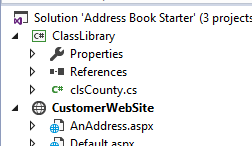 Solution 'Address Book Starter' (3 projects
ClassLibrary
Properties
References
clsCounty.cs
CustomerWebSite
AnAddress.aspx
Default.aspx